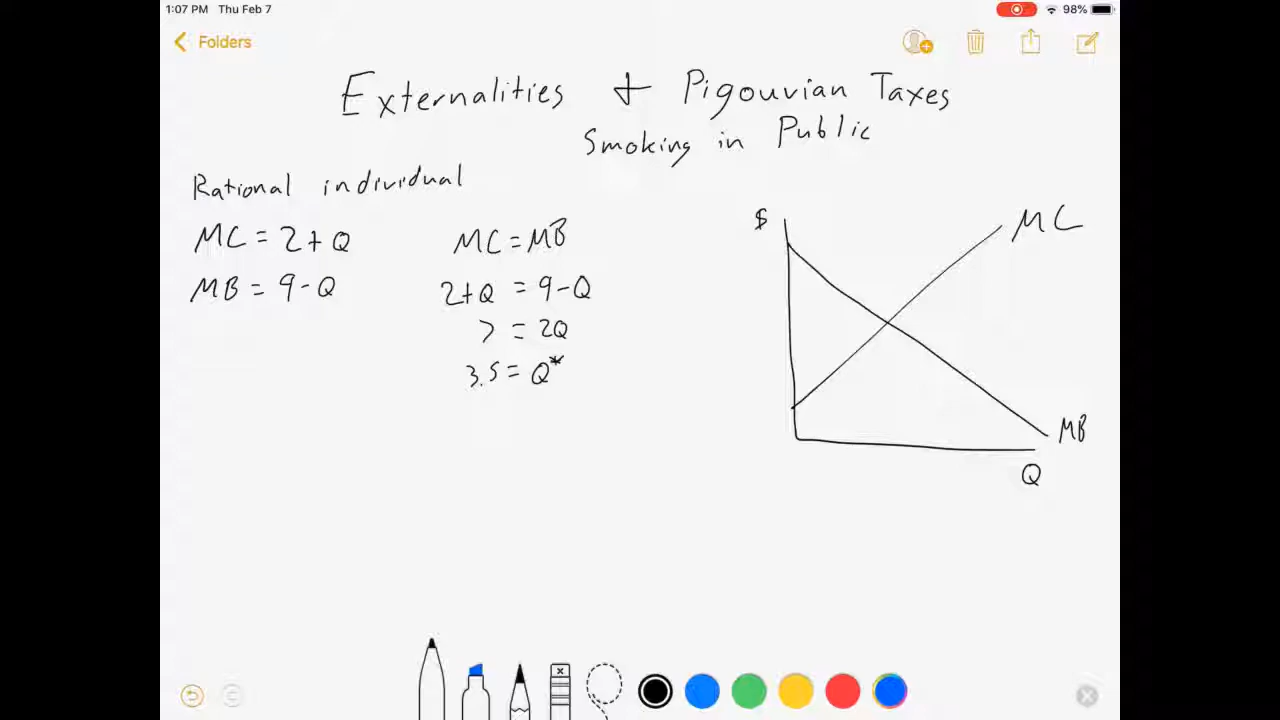 1:07 PM Thu Feb 7
98%
Folders
Externalities + Pigouvian Taxes
Smoking in Public
Rational individual
MC = 2+Q
MB = 9-Q
MC = MB
2+Q = 9-Q
7 = 2Q
3.5 = Q*
$
MC
MB
Q